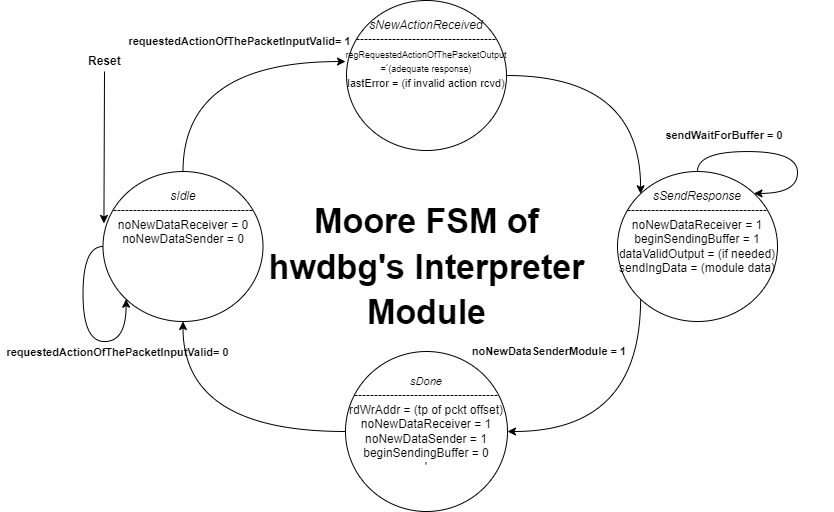 sNewActionReceived
requestedActionOfThePacketInputValid= 1
regRequestedActionOfThePacketOutput
=´(adequate response)
lastError = (if invalid action rcvd)
Reset
sendWaitForBuffer = 0
sIdle
noNewDataReceiver = 0
noNewDataSender = 0
sSendResponse
noNewDataReceiver = 1
beginSendingBuffer = 1
dataValidOutput = (if needed)
sendIngData = (module data)
Moore FSM of
hwdbg's Interpreter
Module
requestedActionOfThePacketInputValid= 0
noNewDataSenderModule = 1
sDone
rdWrAddr = (tp of pckt offset)
noNewDataReceiver = 1
noNewDataSender = 1
beginSendingBuffer = 0
'